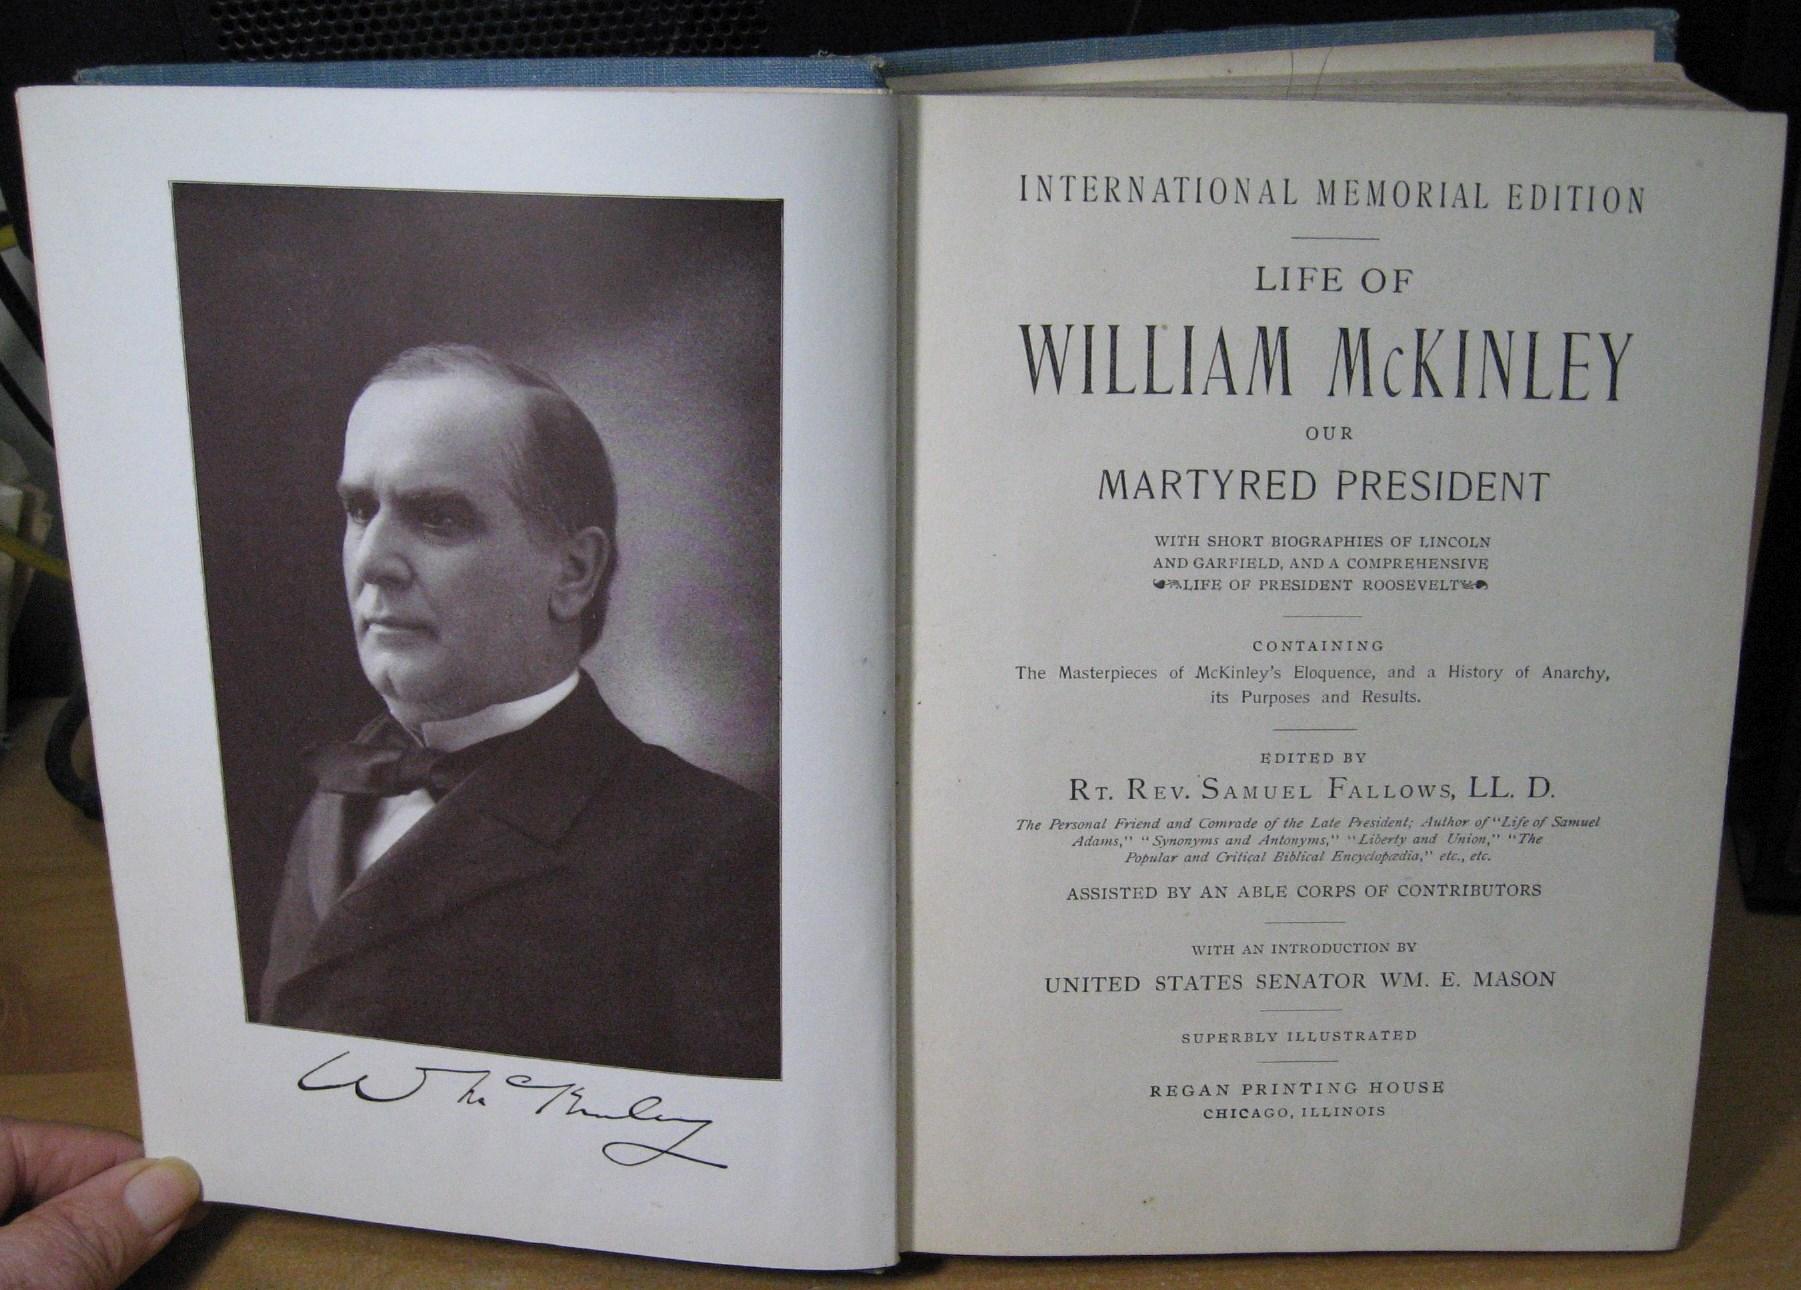 Wm McKinley
INTERNATIONAL MEMORIAL EDITION
LIFE OF
WILLIAM McKINLEY
OUR
MARTYRED PRESIDENT
WITH SHORT BIOGRAPHIES OF LINCOLN
AND GARFIELD, AND A COMPREHENSIVE
LIFE OF PRESIDENT ROOSEVELT
CONTAINING
The Masterpieces of McKinley's Eloquence, and a History of Anarchy,
its Purposes and Results.
EDITED BY
RT. REV. SAMUEL FALLOWS, LL. D.
The Personal Friend and Comrade of the Late President; Author of "Life of Samuel
Adams," "Synonyms and Antonyms," "Liberty and Union," "The
Popular and Critical Biblical Encyclopædia," etc., etc.
ASSISTED BY AN ABLE CORPS OF CONTRIBUTORS
WITH AN INTRODUCTION BY
UNITED STATES SENATOR WM. E. MASON
SUPERBLY ILLUSTRATED
REGAN PRINTING HOUSE
CHICAGO, ILLINOIS